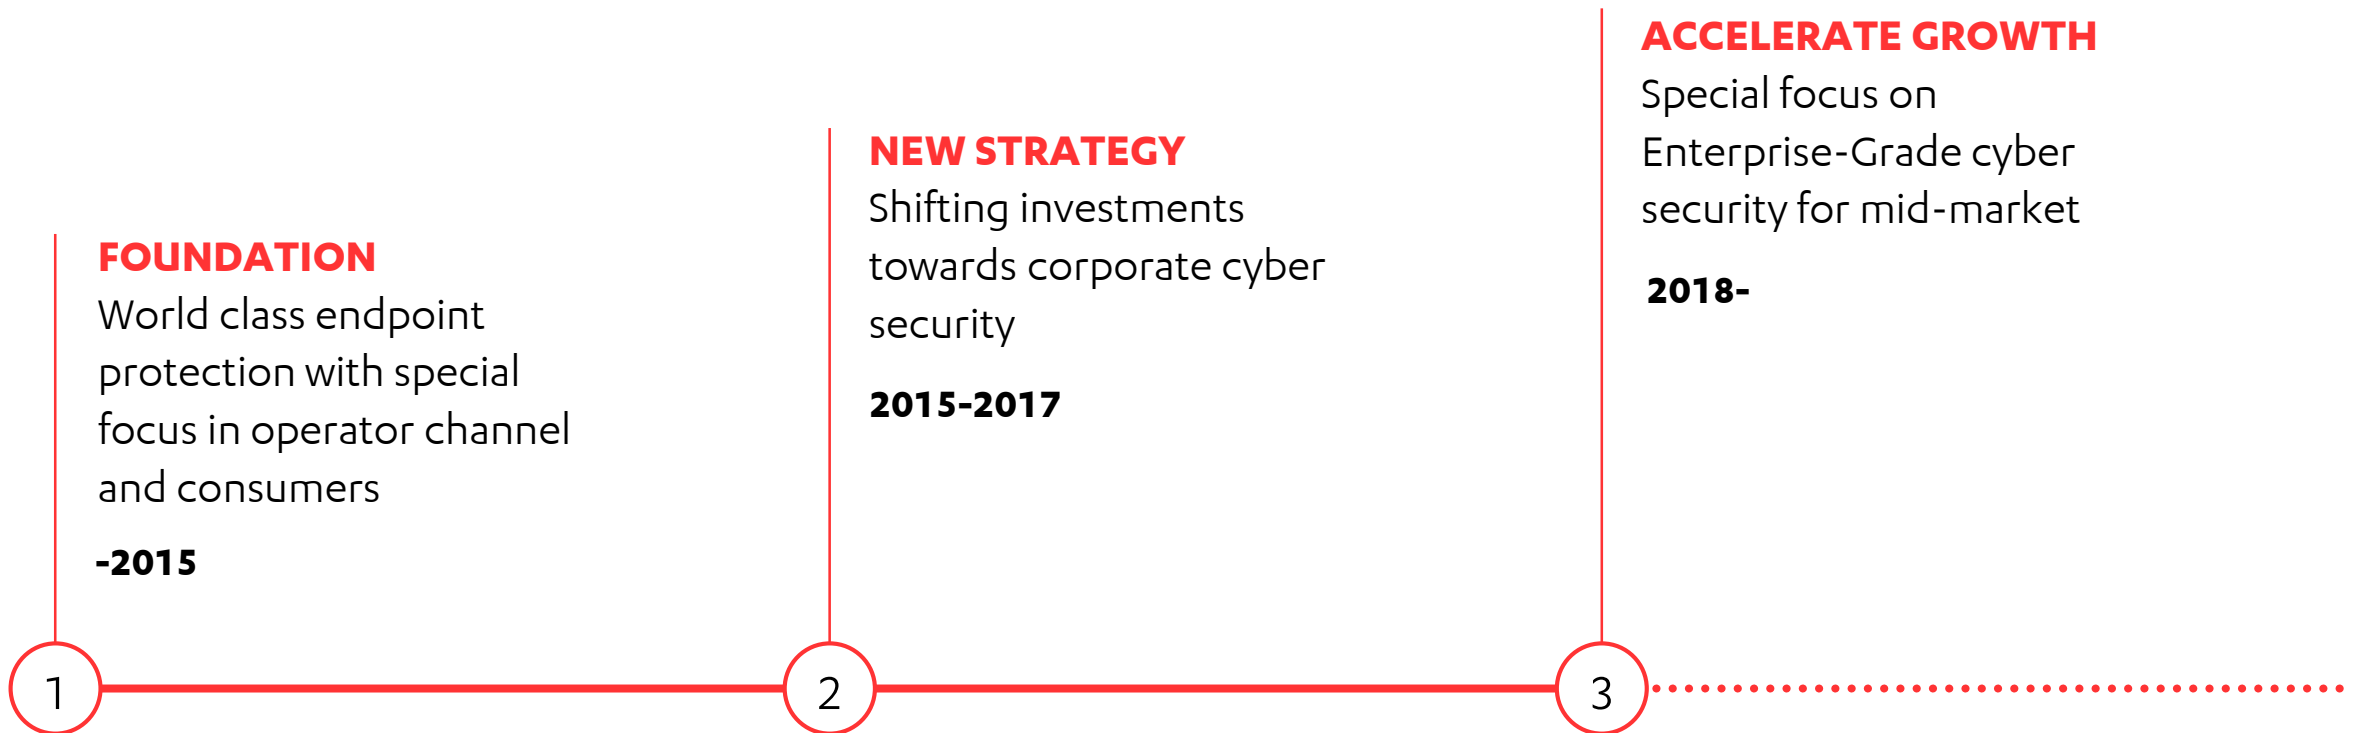 FOUNDATION
World class endpoint
protection with special
focus in operator channel
and consumers
-2015
1
NEW STRATEGY
Shifting investments
towards corporate cyber
security
2015-2017
2
ACCELERATE GROWTH
Special focus on
Enterprise-Grade cyber
security for mid-market
2018-
3